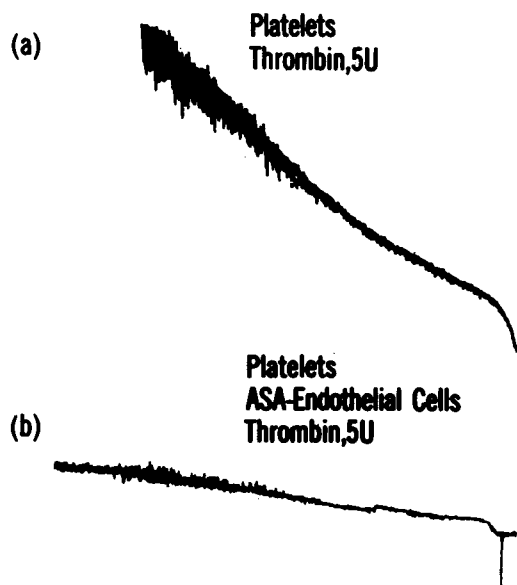 (a)
Platelets
Thrombin,5U
Platelets
ASA-Endothelial Cells
(b)
Thrombin,5U